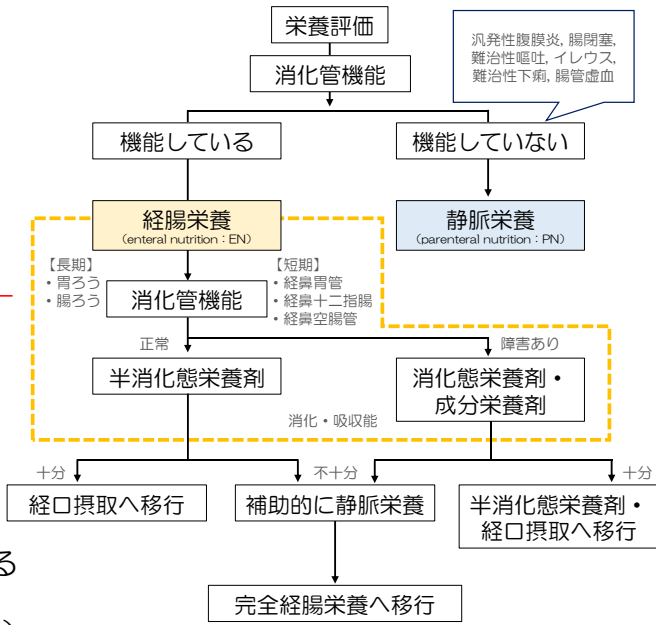 栄養評価
汎発性腹膜炎, 腸閉塞,
難治性嘔吐, イレウス,
難治性下痢, 腸管虚血
消化管機能
機能している
機能していない
経腸栄養
(enteral nutrition：EN)
静脈栄養
(parenteral nutrition：PN)
【長期】
・胃ろう
・腸ろう
【短期】
・経鼻胃管
・経鼻十二指腸
・経鼻空腸管
消化管機能
正常
障害あり
半消化態栄養剤
消化態栄養剤・
成分栄養剤
消化・吸収能
十分
不十分
十分
経口摂取へ移行
補助的に静脈栄養
半消化態栄養剤・
経口摂取へ移行
る
完全経腸栄養へ移行